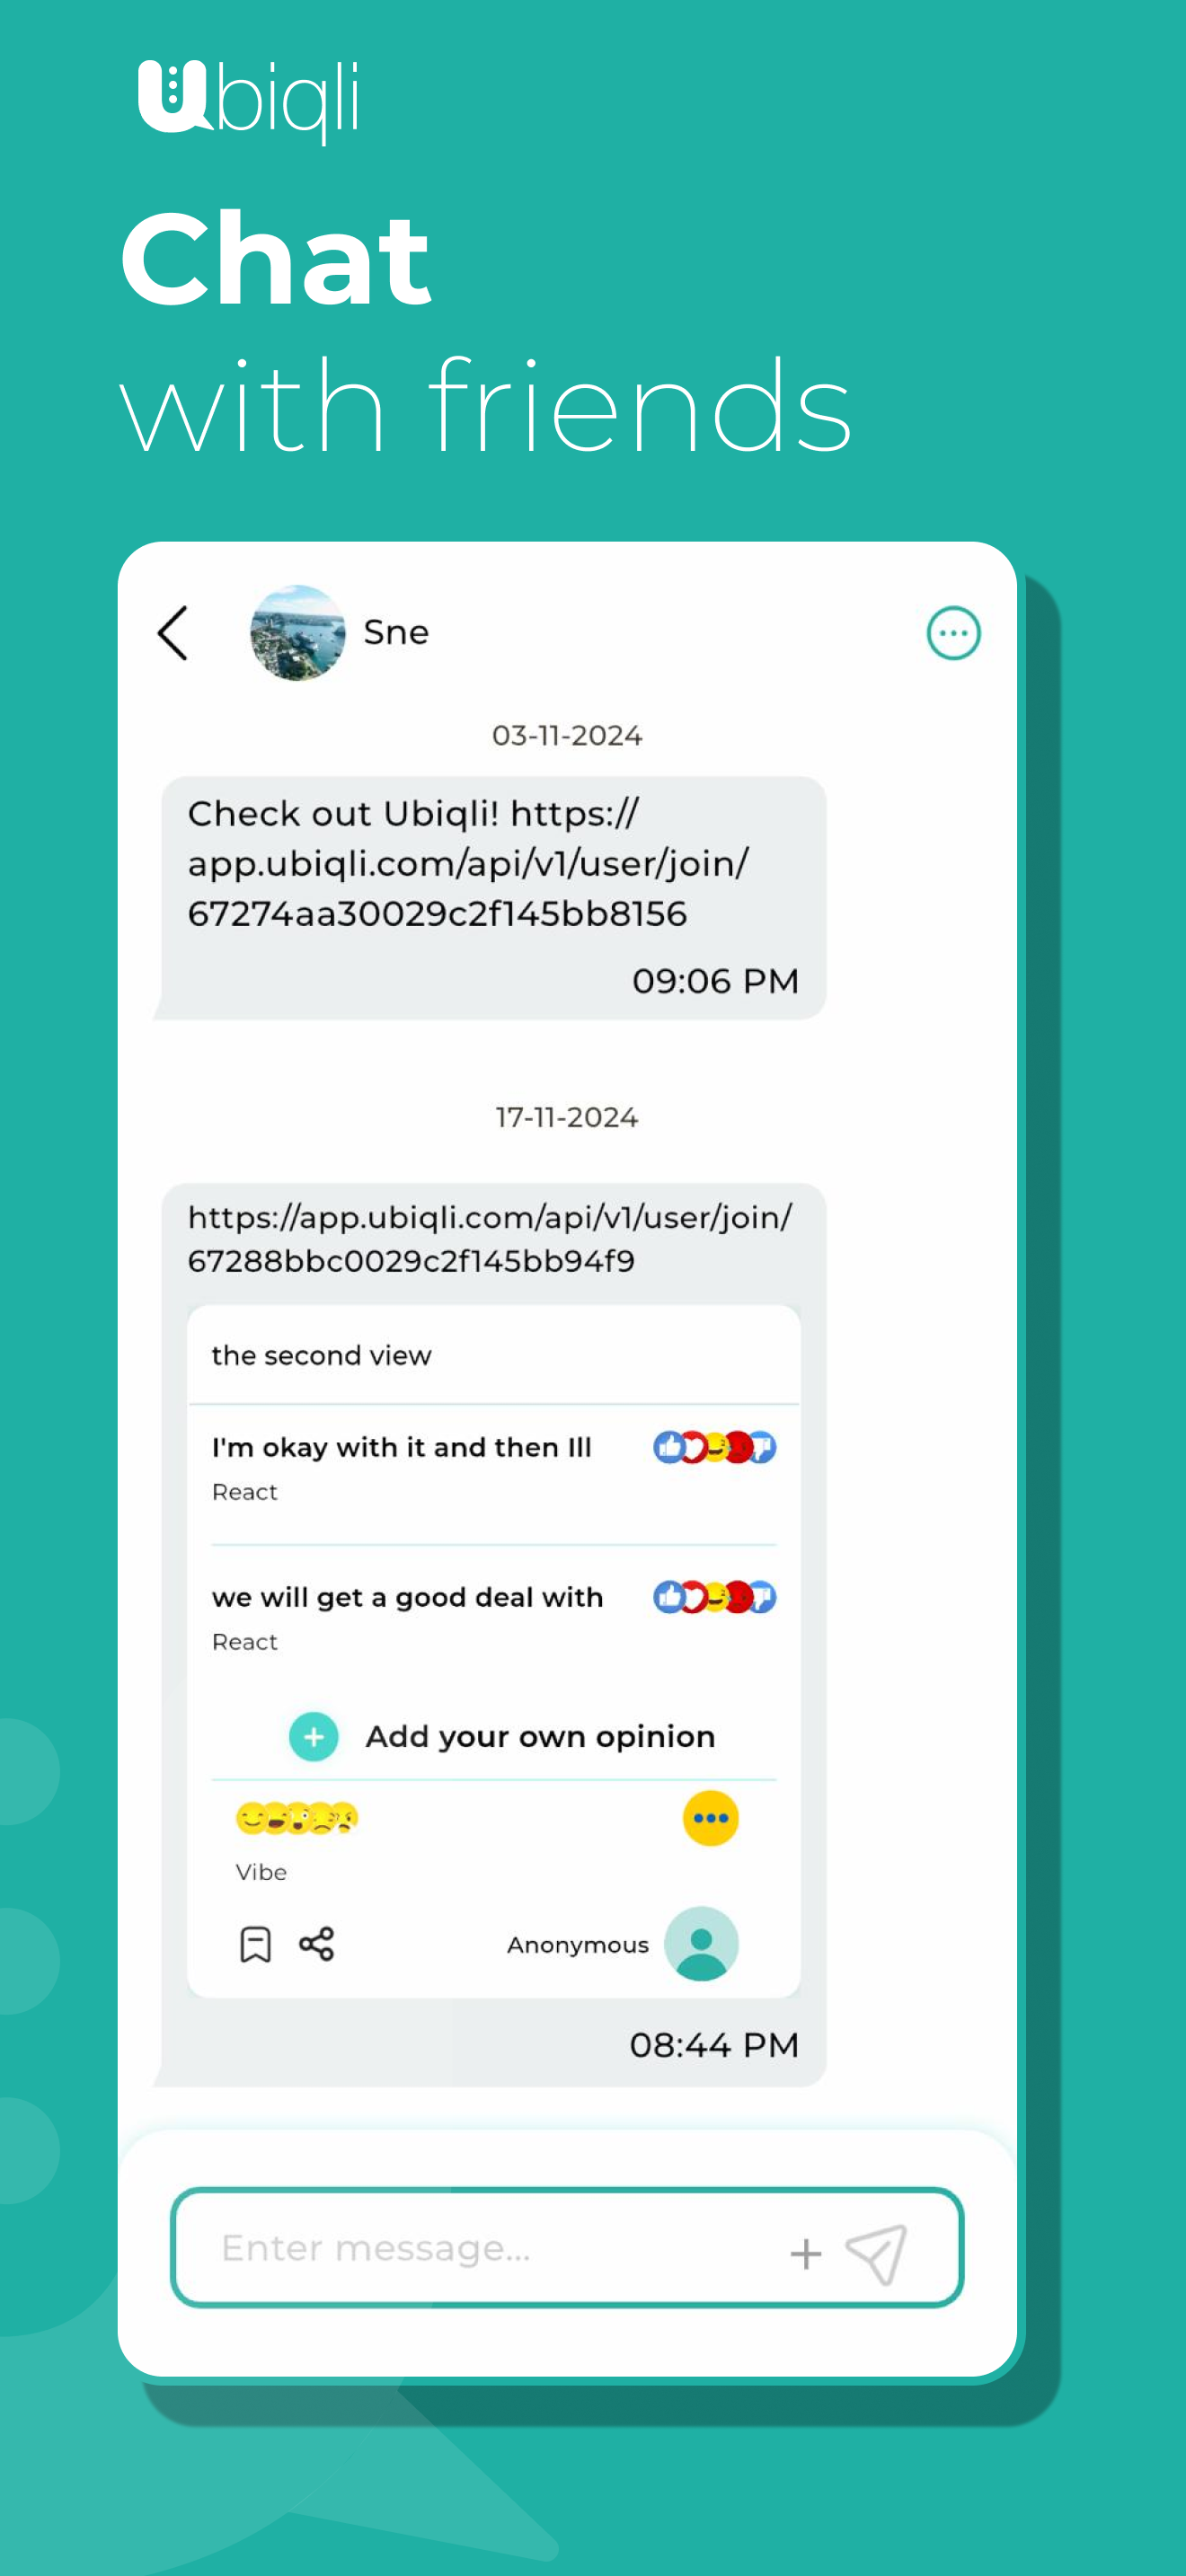 Ubiqli
Chat
with friends
Sne
03-11-2024
Check out Ubiqli! https://
app.ubiqli.com/api/v1/user/join/
67274aa30029c2f145bb8156
09:06 PM
17-11-2024
https://app.ubiqli.com/api/v1/user/join/
67288bbc0029c2f145bb94f9
the second view
I'm okay with it and then Ill
React
we will get a good deal with
React
Add your own opinion
Vibe
Anonymous
08:44 PM
Enter message...